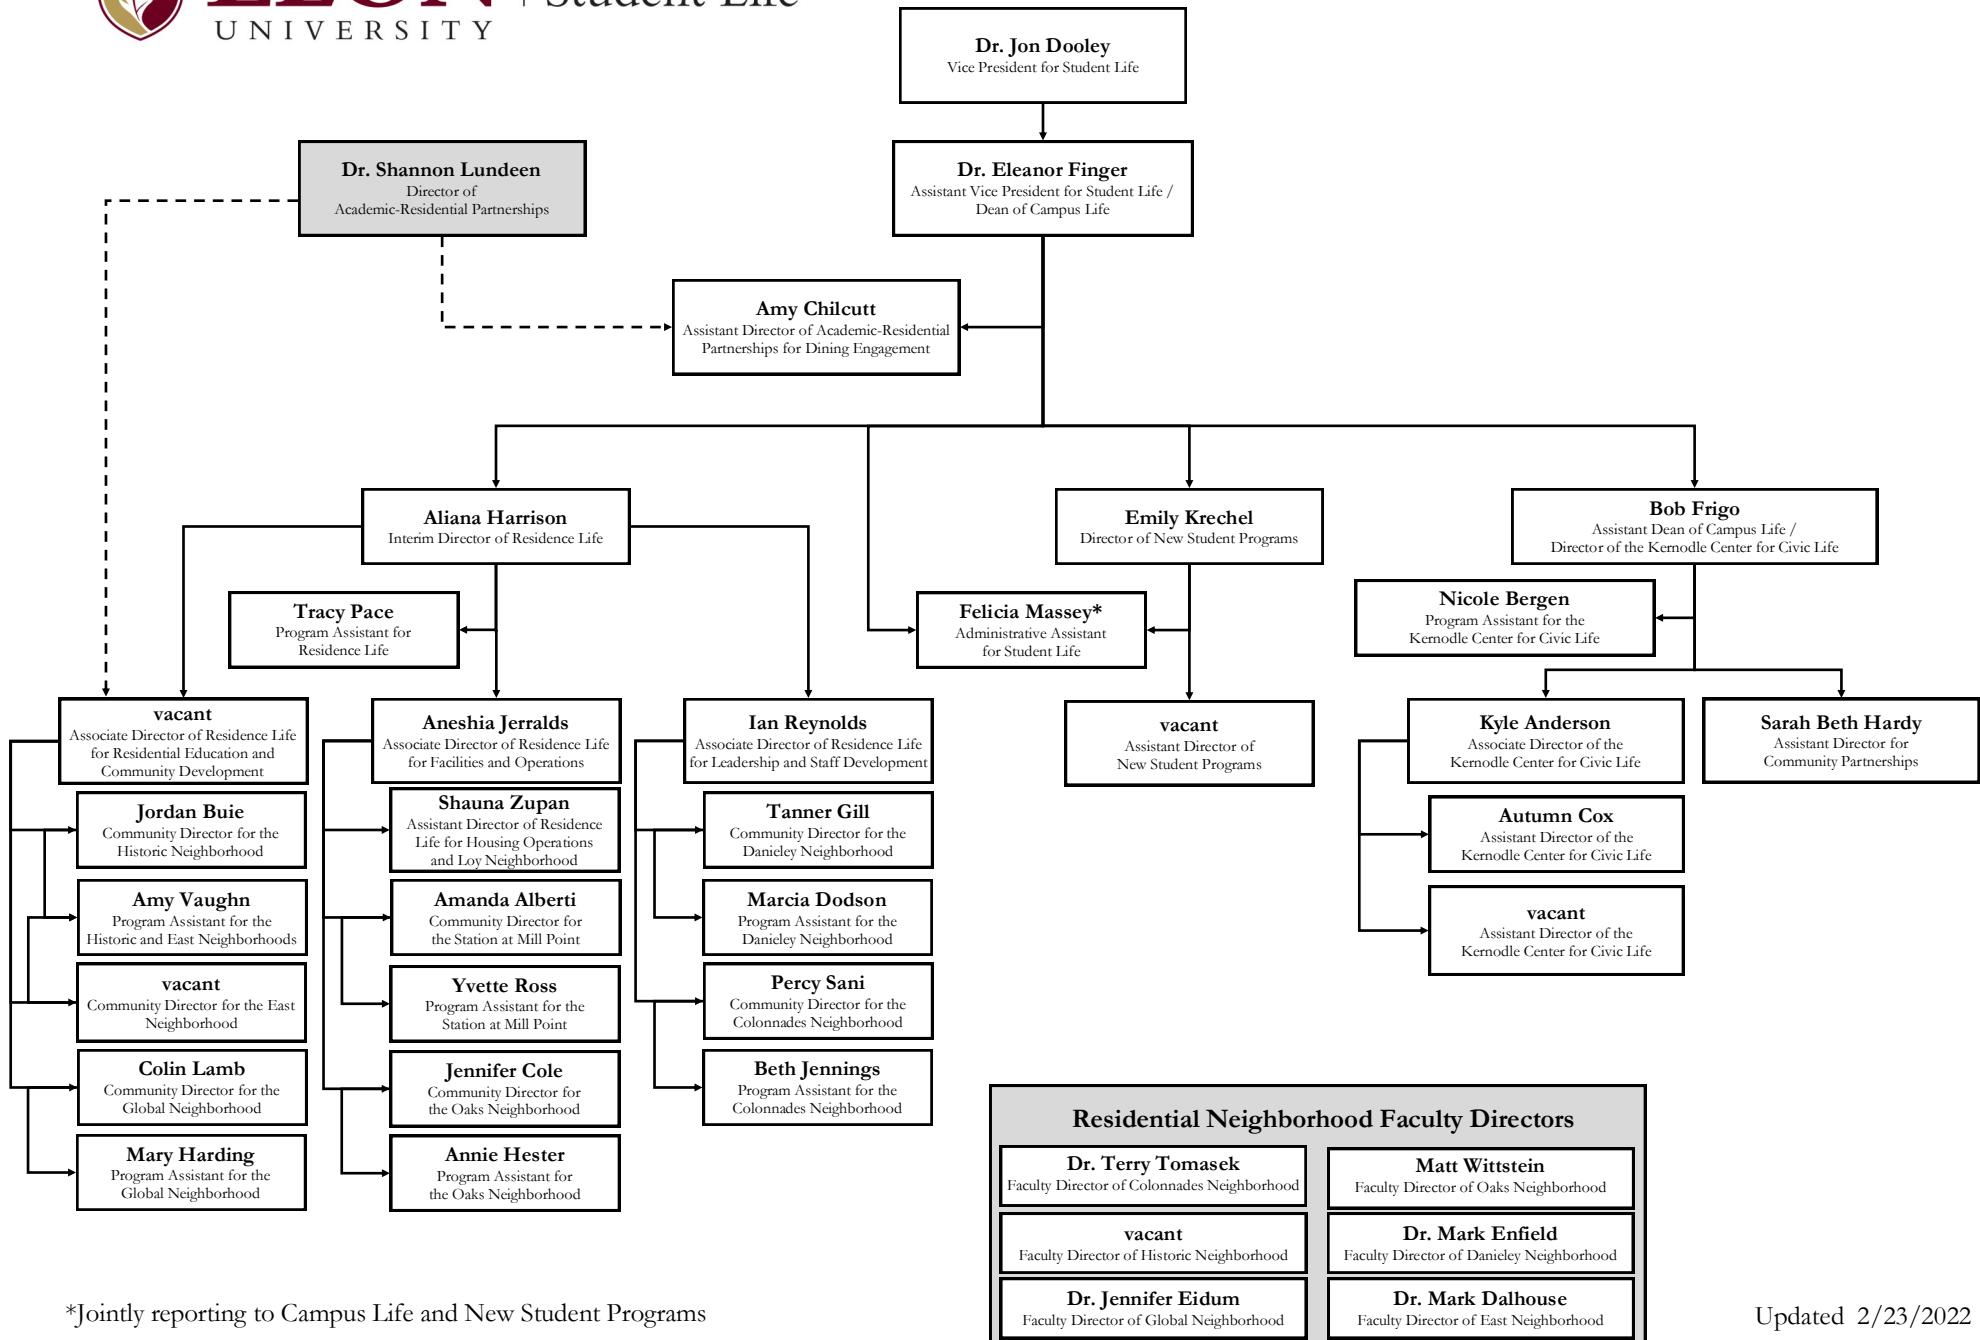 ELON | Student Life
UNIVERSITY
Dr. Jon Dooley
Vice President for Student Life
Dr. Shannon Lundeen
Director of
Academic-Residential Partnerships
Dr. Eleanor Finger
Assistant Vice President for Student Life /
Dean of Campus Life
Amy Chilcutt
Assistant Director of Academic-Residential
Partnerships for Dining Engagement
Aliana Harrison
Interim Director of Residence Life
Emily Krechel
Director of New Student Programs
Bob Frigo
Assistant Dean of Campus Life /
Director of the Kernodle Center for Civic Life
Tracy Pace
Program Assistant for
Residence Life
Felicia Massey*
Administrative Assistant
for Student Life
Nicole Bergen
Program Assistant for the
Kernodle Center for Civic Life
vacant
Associate Director of Residence Life
for Residential Education and
Community Development
Jordan Buie
Community Director for the
Historic Neighborhood
Amy Vaughn
Program Assistant for the
Historic and East Neighborhoods
vacant
Community Director for the East
Neighborhood
Colin Lamb
Community Director for the
Global Neighborhood
Mary Harding
Program Assistant for the
Global Neighborhood
Aneshia Jerralds
Associate Director of Residence Life
for Facilities and Operations
Shauna Zupan
Assistant Director of Residence
Life for Housing Operations
and Loy Neighborhood
Amanda Alberti
Community Director for
the Station at Mill Point
Yvette Ross
Program Assistant for the
Station at Mill Point
Jennifer Cole
Community Director for
the Oaks Neighborhood
Annie Hester
Program Assistant for
the Oaks Neighborhood
Ian Reynolds
Associate Director of Residence Life
for Leadership and Staff Development
Tanner Gill
Community Director for the
Danieley Neighborhood
Marcia Dodson
Program Assistant for the
Danieley Neighborhood
Percy Sani
Community Director for the
Colonnades Neighborhood
Beth Jennings
Program Assistant for the
Colonnades Neighborhood
vacant
Assistant Director of
New Student Programs
Kyle Anderson
Associate Director of the
Kernodle Center for Civic Life
Sarah Beth Hardy
Assistant Director for
Community Partnerships
Autumn Cox
Assistant Director of the
Kernodle Center for Civic Life
vacant
Assistant Director of the
Kernodle Center for Civic Life
Residential Neighborhood Faculty Directors
Dr. Terry Tomasek
Faculty Director of Colonnades Neighborhood
Matt Wittstein
Faculty Director of Oaks Neighborhood
vacant
Faculty Director of Historic Neighborhood
Dr. Mark Enfield
Faculty Director of Danieley Neighborhood
Dr. Jennifer Eidum
Faculty Director of Global Neighborhood
Dr. Mark Dalhouse
Faculty Director of East Neighborhood
*Jointly reporting to Campus Life and New Student Programs
Updated 2/23/2022